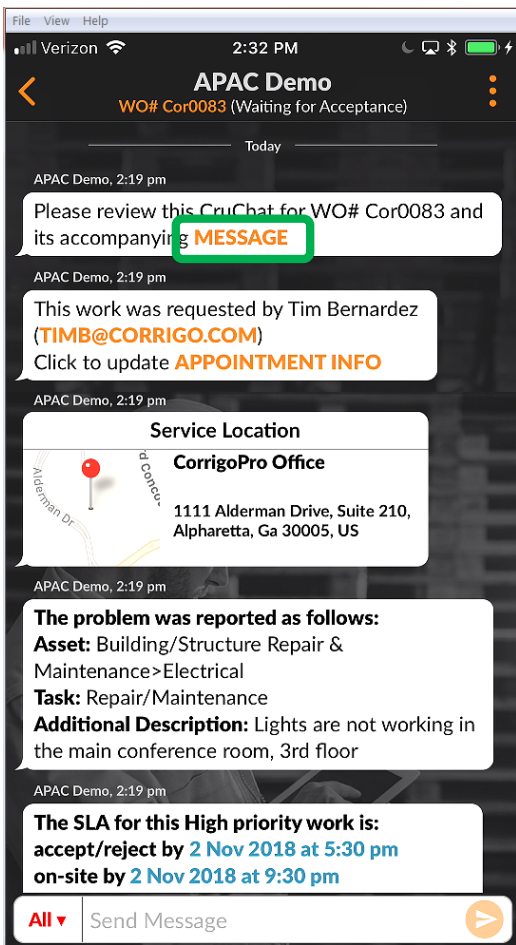 File View Help
Verizon 2:32 PM
APAC Demo
WO# Cor0083 (Waiting for Acceptance)
Today
APAC Demo, 2:19 pm
Please review this CruChat for WO# Cor0083 and
its accompanying MESSAGE
APAC Demo, 2:19 pm
This work was requested by Tim Bernardez
(TIMB@CORRIGO.COM)
Click to update APPOINTMENT INFO
APAC Demo, 2:19 pm
Service Location
Alderman Dr
rd Concou
CorrigoPro Office
1111 Alderman Drive, Suite 210,
Alpharetta, Ga 30005, US
APAC Demo, 2:19 pm
The problem was reported as follows:
Asset: Building/Structure Repair &
Maintenance>Electrical
Task: Repair/Maintenance
Additional Description: Lights are not working in
the main conference room, 3rd floor
APAC Demo, 2:19 pm
The SLA for this High priority work is:
accept/reject by 2 Nov 2018 at 5:30 pm
on-site by 2 Nov 2018 at 9:30 pm
All ▾ Send Message